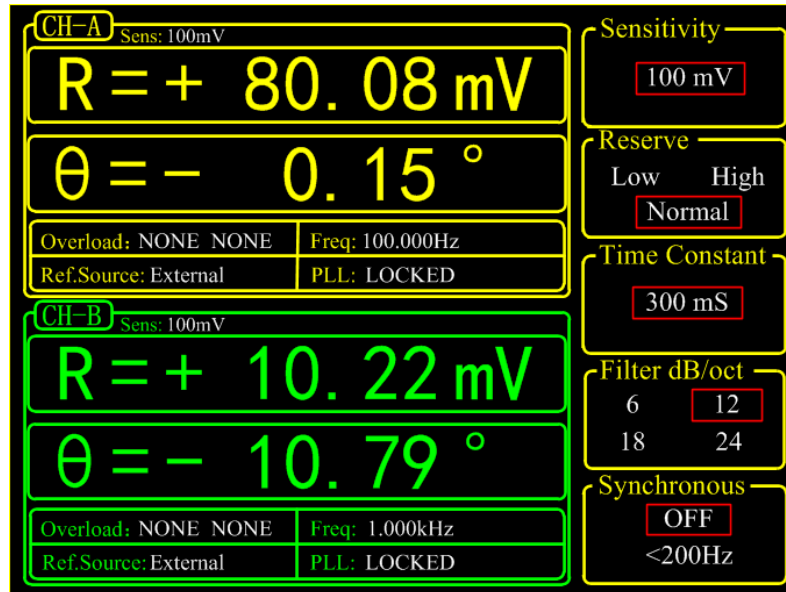 CH-A Sens: 100mV
R=+ 80.08 mV
θ=- 0.15 °
Overload: NONE NONE Freq: 100.000Hz
Ref.Source: External PLL: LOCKED
CH-B Sens: 100mV
R=+ 10.22 mV
θ=- 10.79 °
Overload: NONE NONE Freq: 1.000kHz
Ref.Source: External PLL: LOCKED
Sensitivity
100 mV
Reserve
Low High
Normal
Time Constant
300 mS
Filter dB/oct
6 12
18 24
Synchronous
OFF
<200Hz